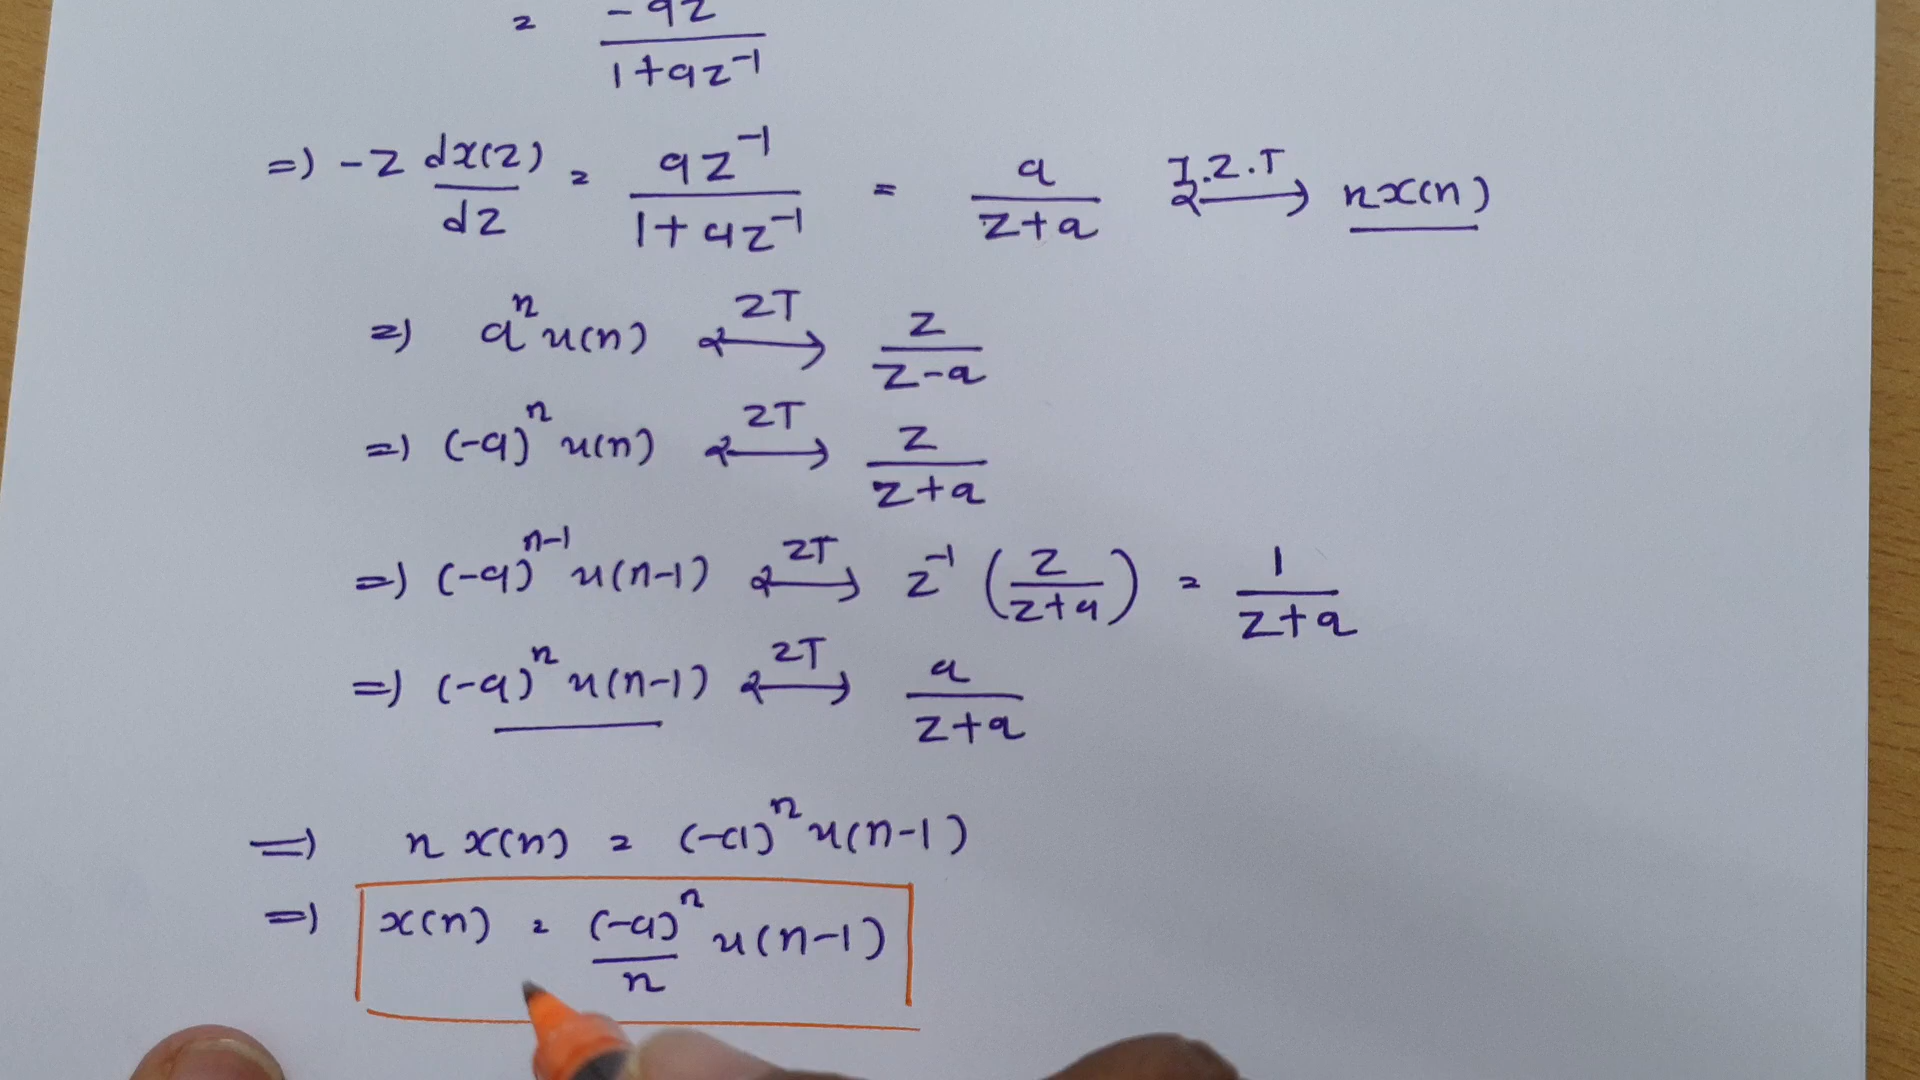 = -az / 1+az⁻¹
=) -z dx(z)/dz = az⁻¹ / 1+az⁻¹ = a / z+a I.Z.T ⟷ nx(n)
=) aⁿu(n) ⟷ ZT z / z-a
=) (-a)ⁿ u(n) ⟷ ZT z / z+a
=) (-a)ⁿ⁻¹ u(n-1) ⟷ ZT z⁻¹ (z / z+a) = 1 / z+a
=) (-a)ⁿ u(n-1) ⟷ ZT a / z+a
=) n x(n) = (-a)ⁿ u(n-1)
=) x(n) = (-a)ⁿ / n u(n-1)